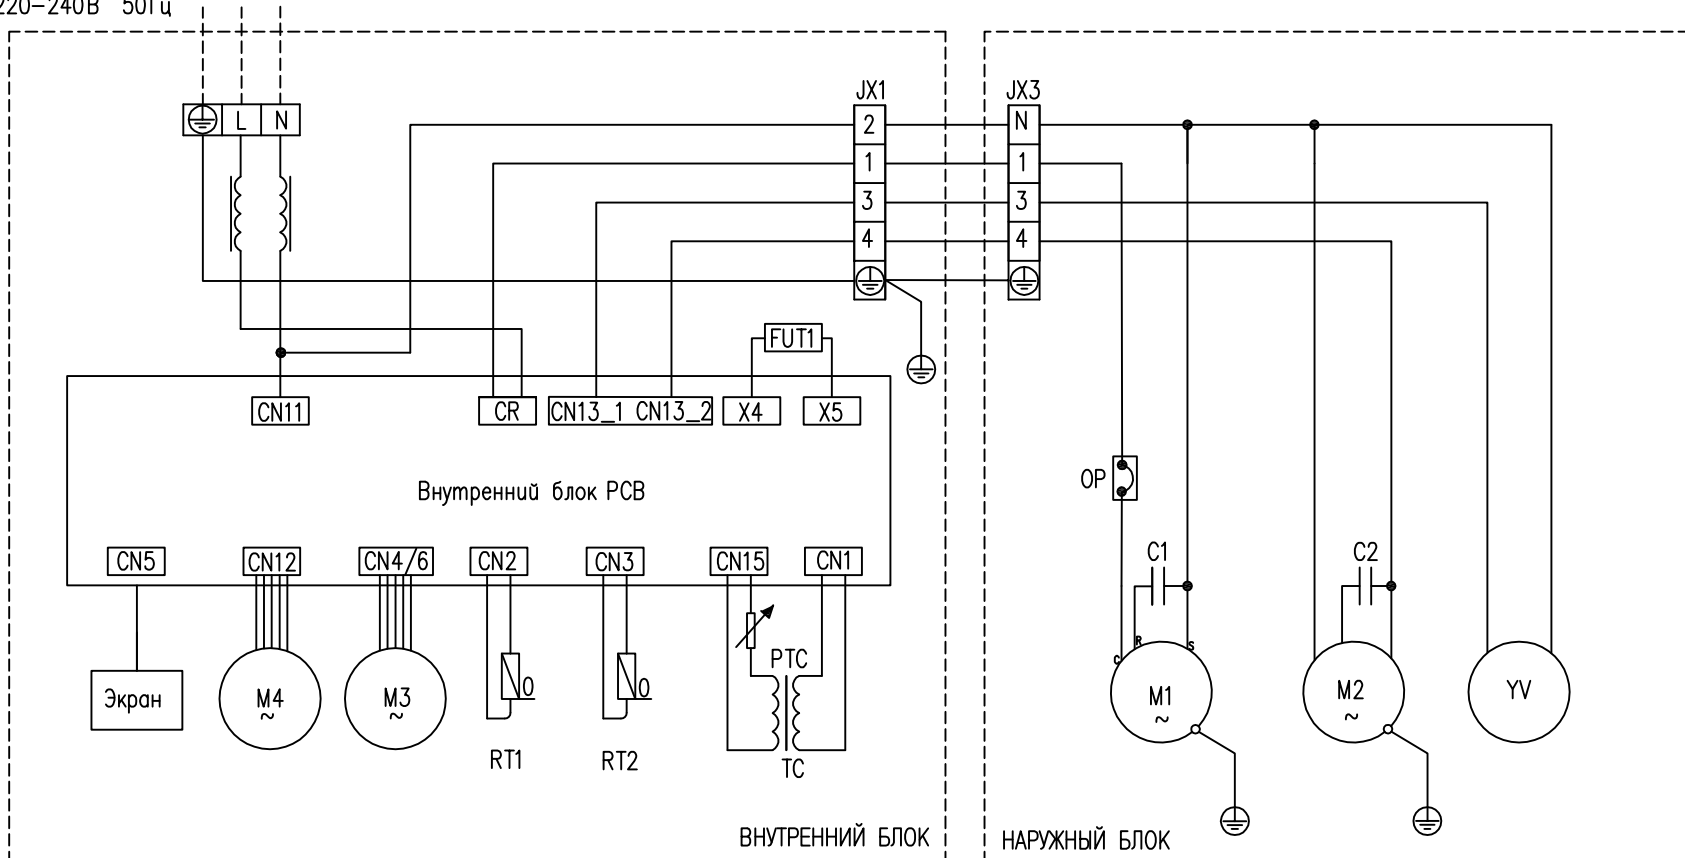 220-240В 50Гц
L N
JX1
2
1
3
4
JX3
N
1
3
4
FUT1
CN11
CR
CN13_1 CN13_2
X4
X5
Внутренний блок PCB
OP
CN5
CN12
CN4/6
CN2
CN3
CN15
CN1
C1
C2
R
C
S
Экран
M4
~
M3
~
0
RT1
0
RT2
PTC
TC
M1
~
M2
~
YV
ВНУТРЕННИЙ БЛОК
НАРУЖНЫЙ БЛОК